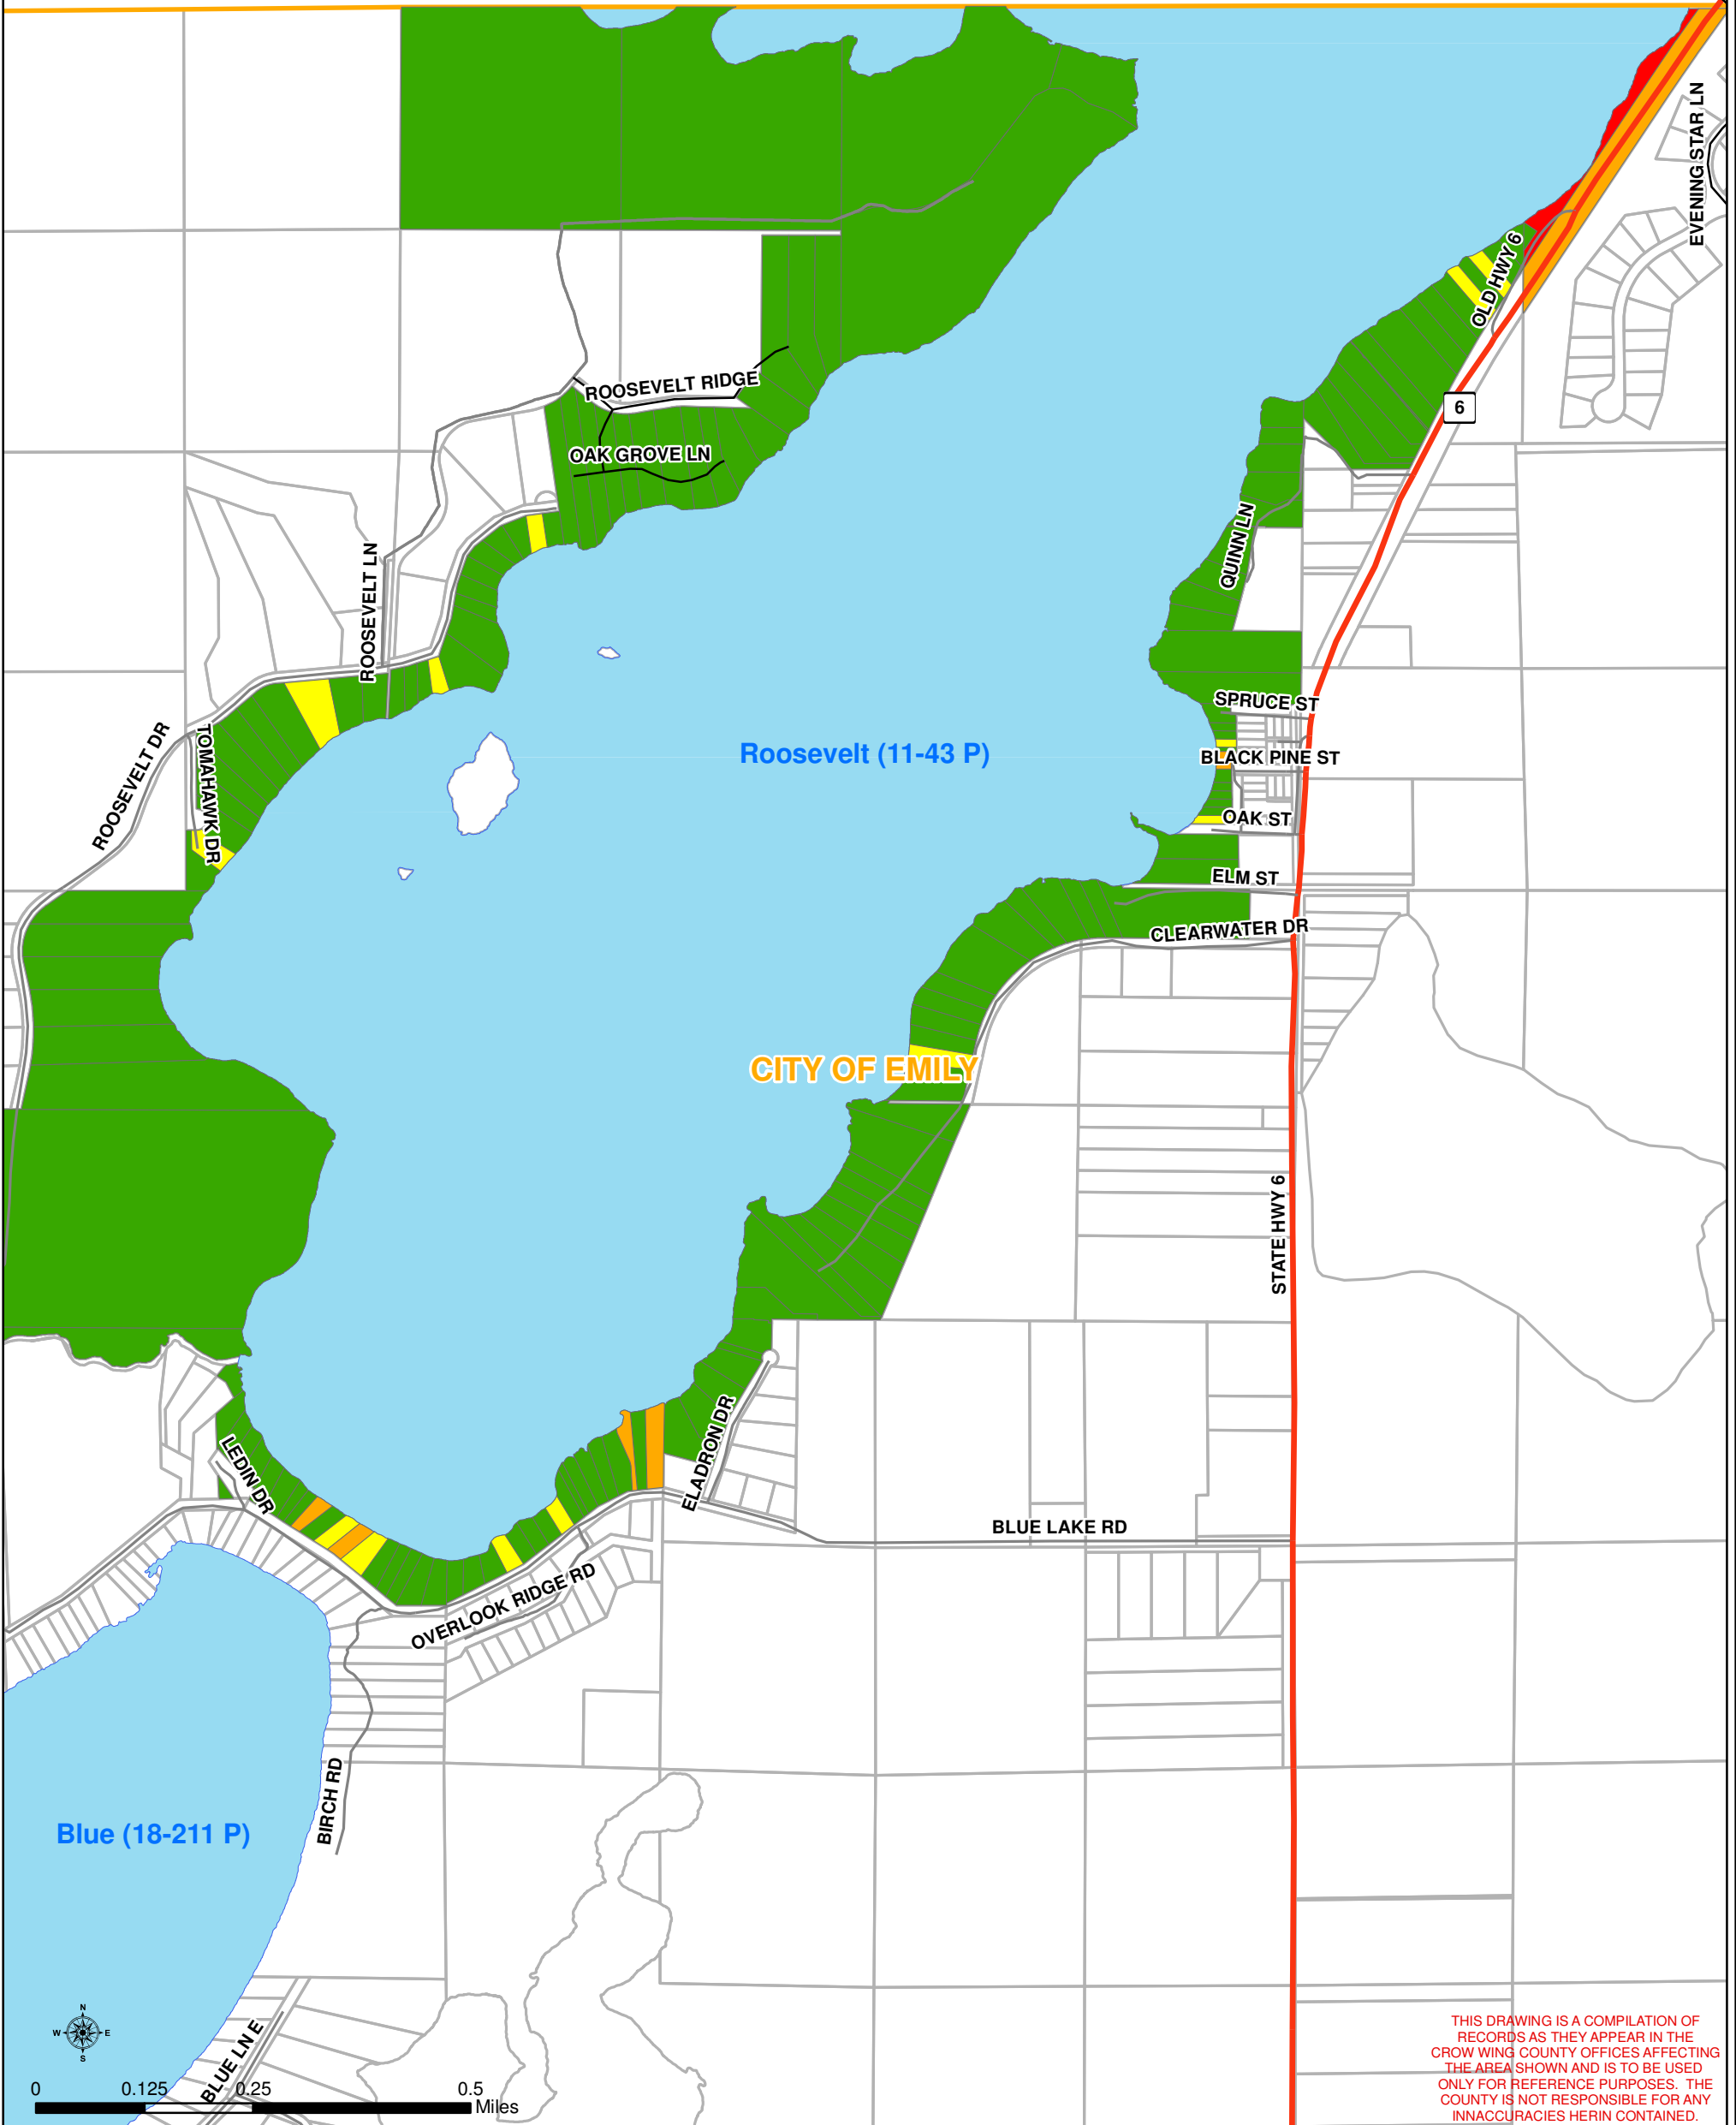 EVENING STAR LN
OLD HWY 6
ROOSEVELT RIDGE
6
OAK GROVE LN
QUINN LN
ROOSEVELT LN
SPRUCE ST
ROOSEVELT DR
TOMAHAWK DR
Roosevelt (11-43 P)
BLACK PINE ST
OAK ST
ELM ST
CLEARWATER DR
CITY OF EMILY
STATE HWY 6
LEDIN DR
ELADRON DR
BLUE LAKE RD
OVERLOOK RIDGE RD
BIRCH RD
Blue (18-211 P)
N
W E
S
BLUE LN E
0 0.125 0.25 0.5
Miles
THIS DRAWING IS A COMPILATION OF
RECORDS AS THEY APPEAR IN THE
CROW WING COUNTY OFFICES AFFECTING
THE AREA SHOWN AND IS TO BE USED
ONLY FOR REFERENCE PURPOSES. THE
COUNTY IS NOT RESPONSIBLE FOR ANY
INNACCURACIES HERIN CONTAINED.